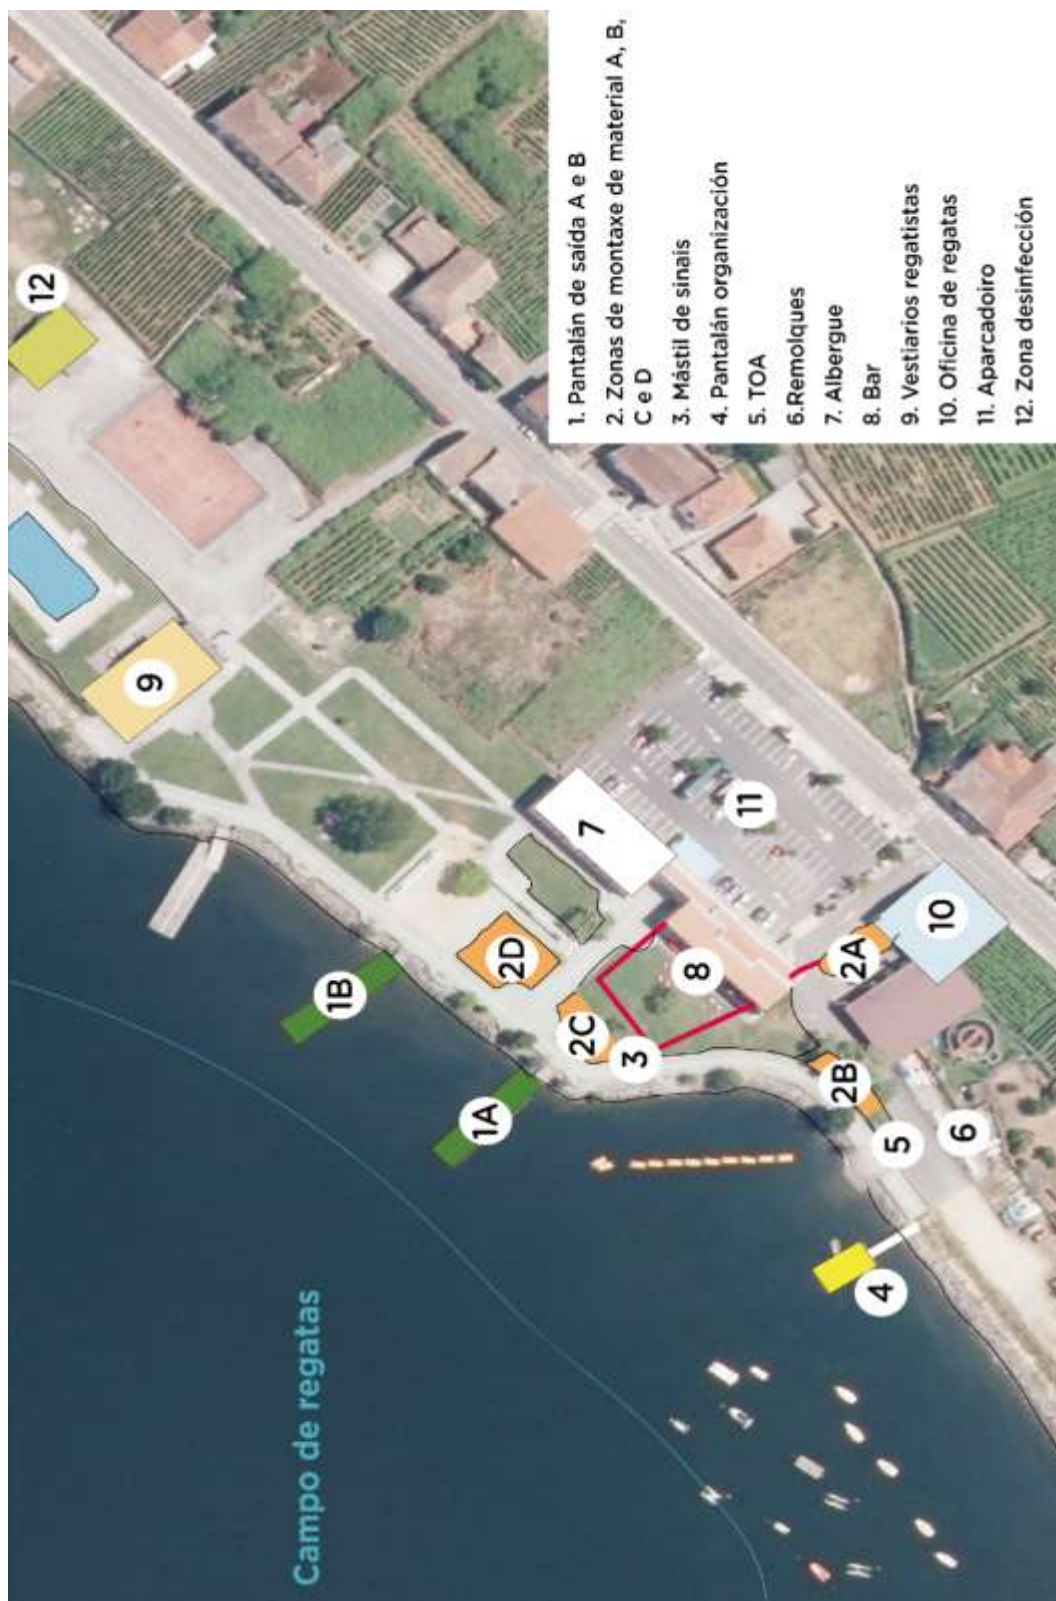 Campo de regatas
1A
1B
2A
2B
2C
2D
3
4
5
6
7
8
9
10
11
12
1. Pantalán de saída A e B
2. Zonas de montaxe de material A, B,
C e D
3. Mástil de sinais
4. Pantalán organización
5. TOA
6.Remolques
7. Albergue
8. Bar
9. Vestiarios regatistas
10. Oficina de regatas
11. Aparcadoiro
12. Zona desinfección